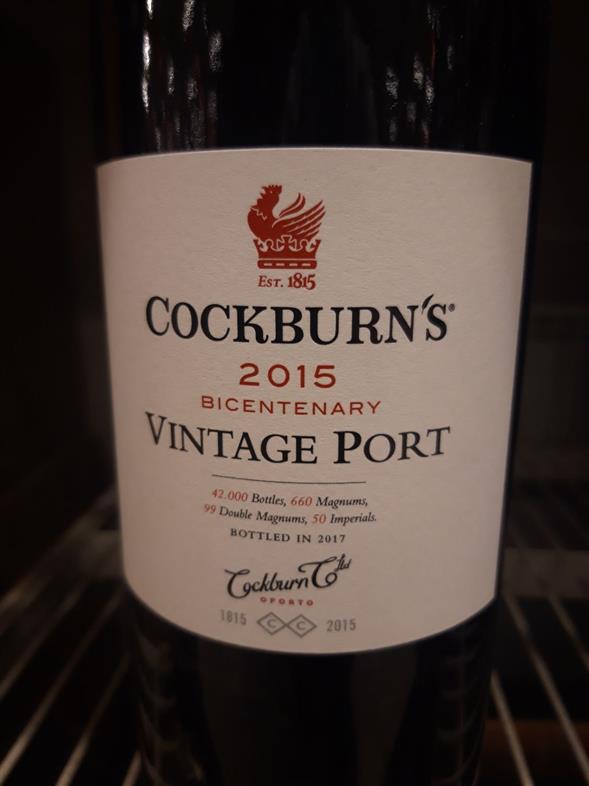 EST. 1815
COCKBURN'S®
2015
BICENTENARY
VINTAGE PORT
42.000 Bottles, 660 Magnums,
99 Double Magnums, 50 Imperials.
BOTTLED IN 2017
Cockburn Co Ltd
OPORTO
1815 C C 2015